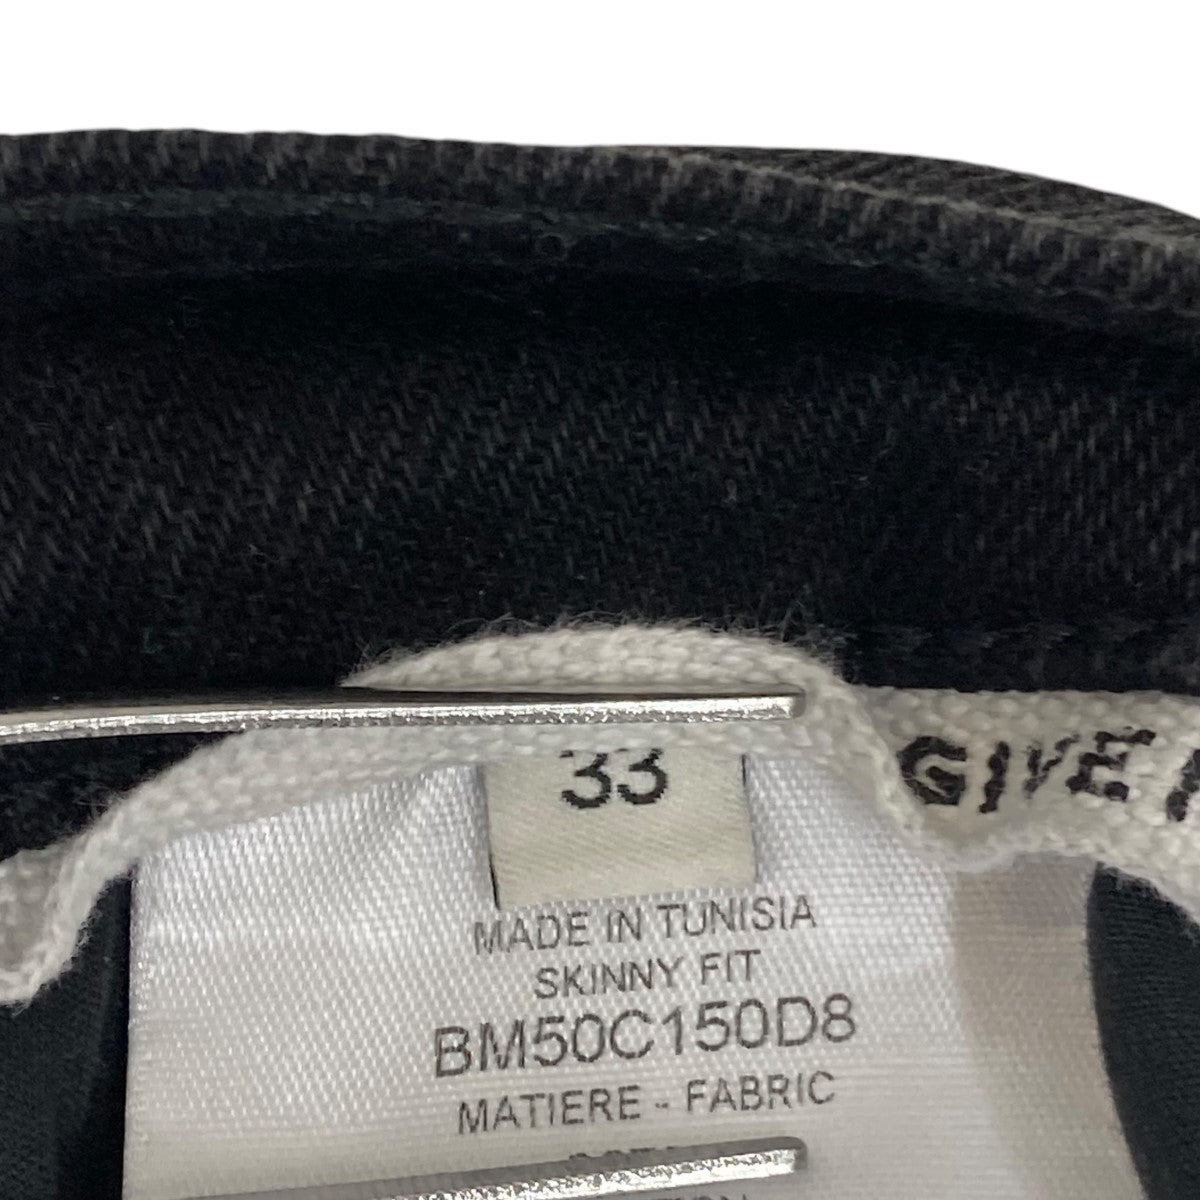 33
GIVE
MADE IN TUNISIA
SKINNY FIT
BM50C150D8
MATIERE - FABRIC